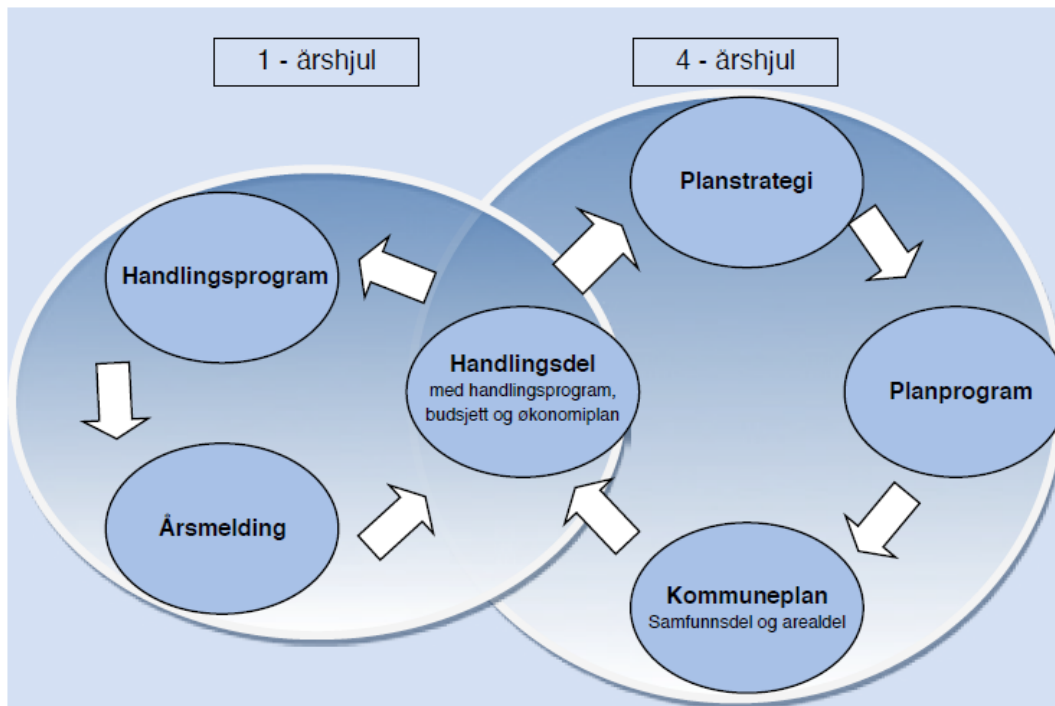 1 - årshjul
4 - årshjul
Planstrategi
Handlingsprogram
Handlingsdel
med handlingsprogram,
budsjett og økonomiplan
Planprogram
Årsmelding
Kommuneplan
Samfunnsdel og arealdel